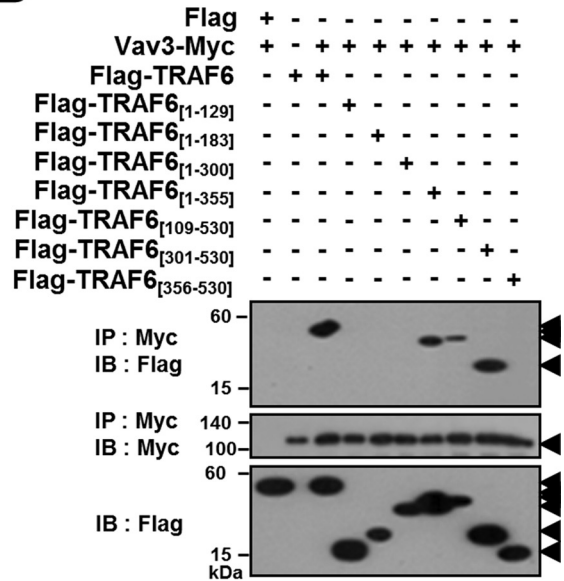 Flag + - - - - - - - - -
Vav3-Myc + - + + + + + + + +
Flag-TRAF6 - + + - - - - - - -
Flag-TRAF6[1-129] - - - + - - - - - -
Flag-TRAF6[1-183] - - - - + - - - - -
Flag-TRAF6[1-300] - - - - - + - - - -
Flag-TRAF6[1-355] - - - - - - + - - -
Flag-TRAF6[109-530] - - - - - - - + - -
Flag-TRAF6[301-530] - - - - - - - - + -
Flag-TRAF6[356-530] - - - - - - - - - +
60
IP : Myc
IB : Flag
15
IP : Myc 140
IB : Myc 100
60
IB : Flag
15
kDa